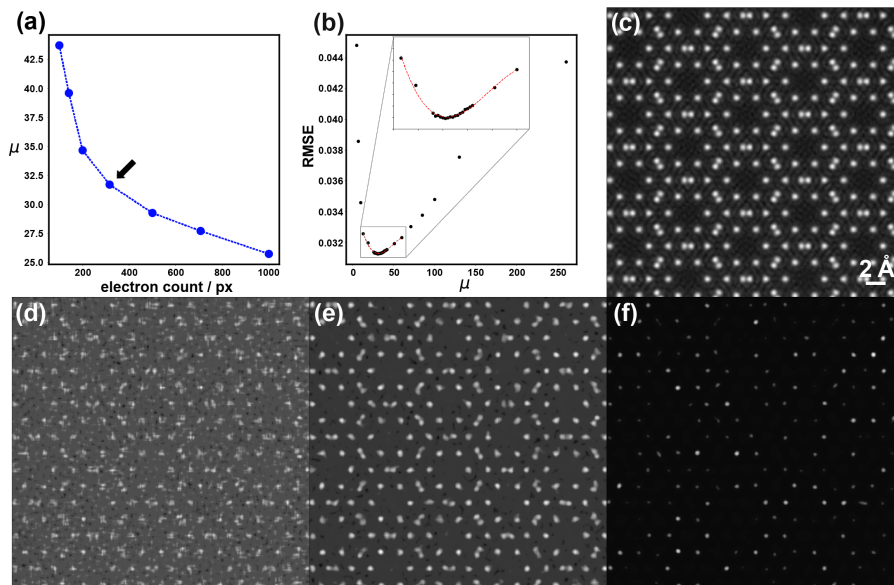 (a)
42.5
40.0
37.5
35.0
32.5
30.0
27.5
25.0
μ
200
400
600
800
1000
electron count / px
(b)
0.044
0.042
0.040
0.038
0.036
0.034
0.032
RMSE
0
50
100
150
200
250
μ
(c)
2 Å
(d)
(e)
(f)